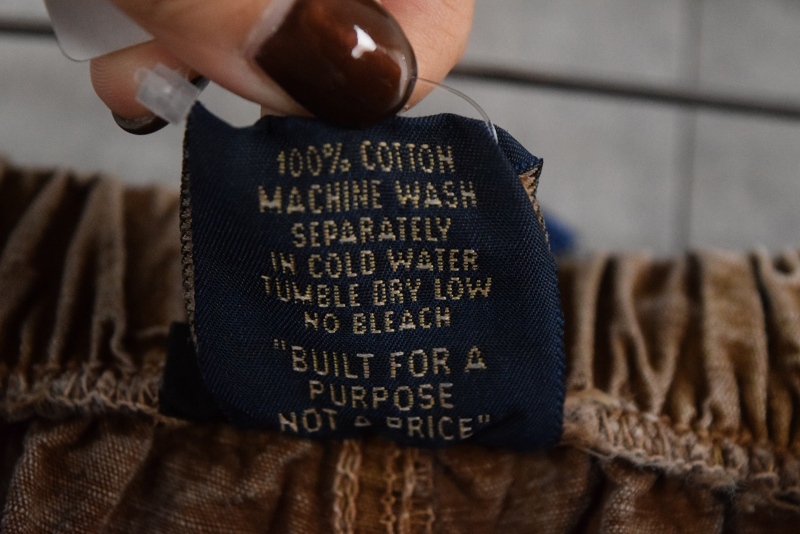 100% COTTON
MACHINE WASH
SEPARATELY
IN COLD WATER
TUMBLE DRY LOW
NO BLEACH
"BUILT FOR A
PURPOSE
NOT A PRICE"